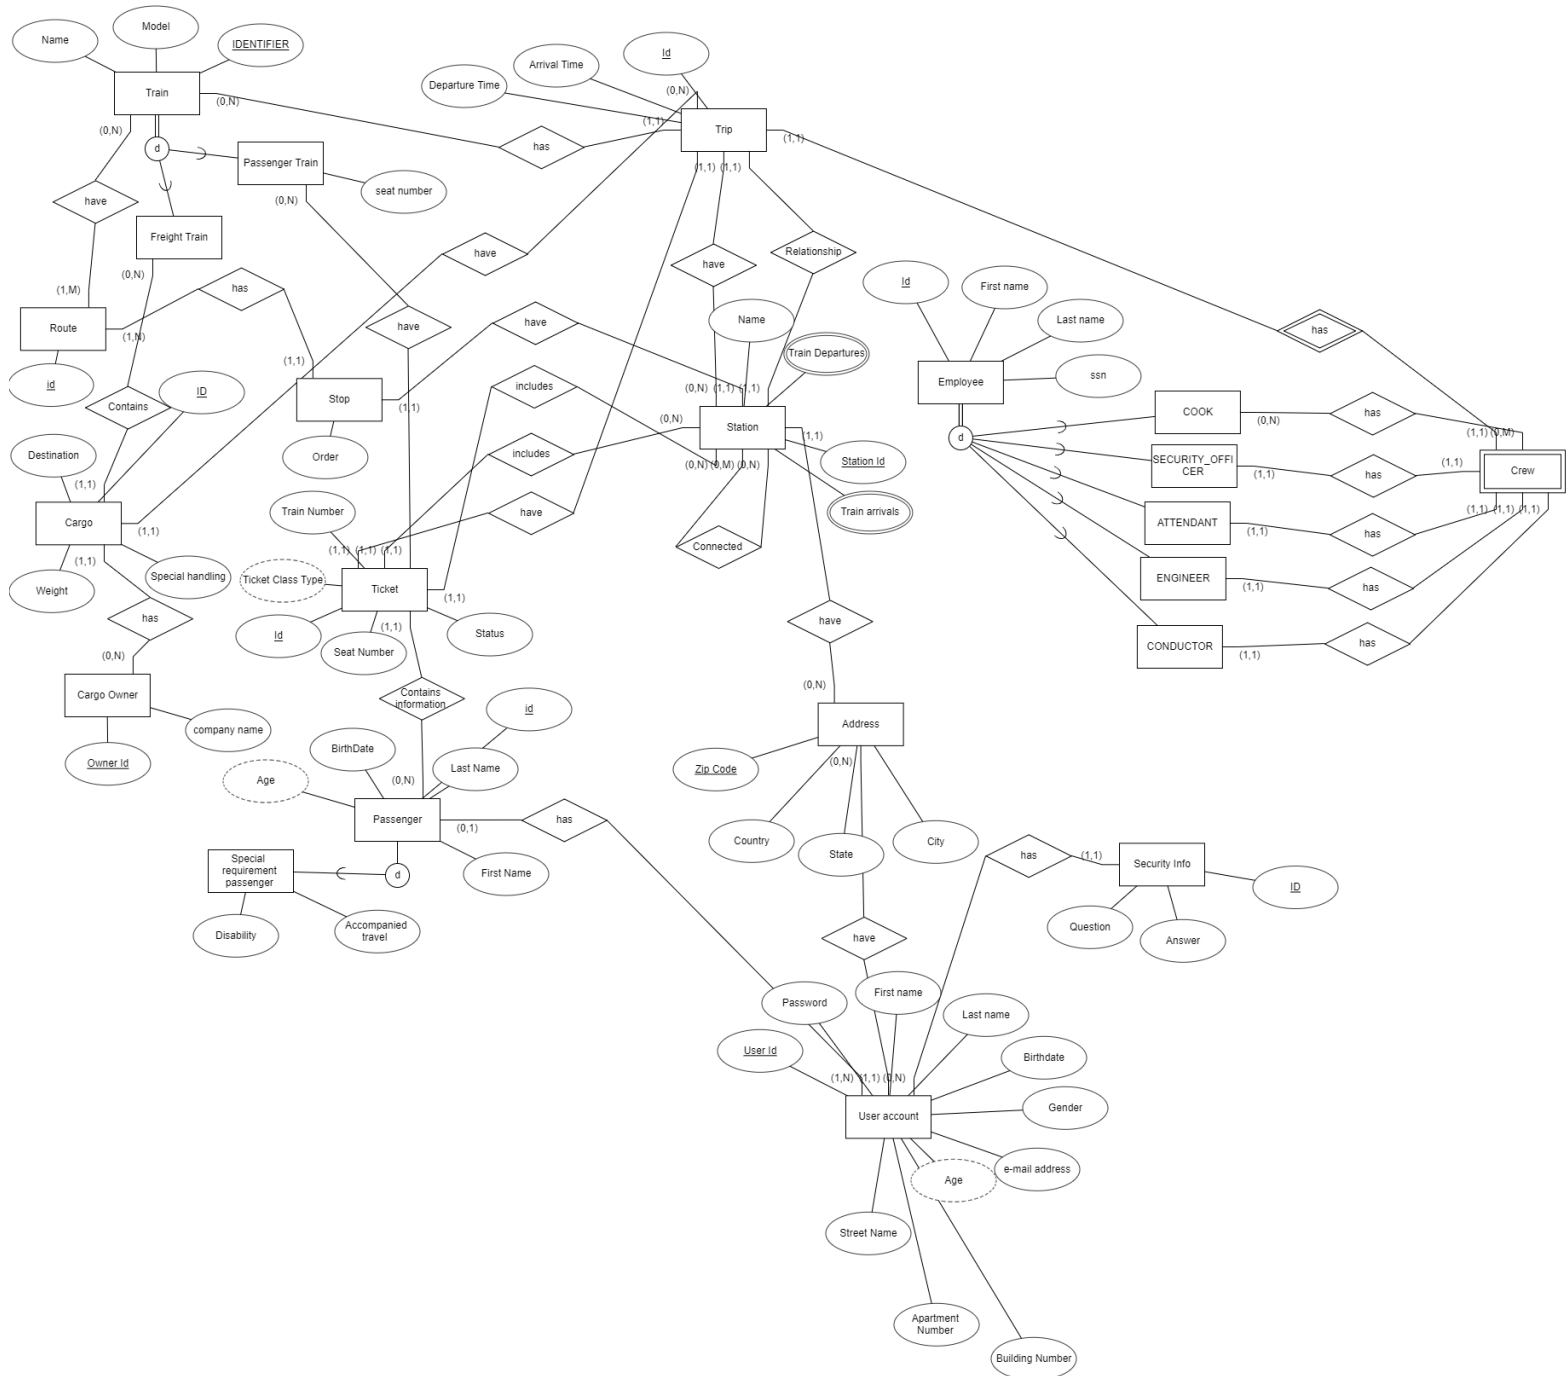 Model
Name
IDENTIFIER
Id
Arrival Time
Departure Time
Train
(0,N)
(0,N)
(1,1)
Trip
(1,1)
(0,N)
d
has
Passenger Train
(1,1)
(1,1)
seat number
(0,N)
have
Freight Train
have
Relationship
have
(0,N)
has
Id
First name
(1,M)
Route
(1,N)
have
have
Name
Last name
has
Train Departures
(1,1)
id
ID
Contains
Stop
(1,1)
includes
(0,N)
(1,1)
(1,1)
Employee
ssn
COOK
(0,N)
has
(0,N)
Station
(1,1)
d
(1,1)
(0,M)
Order
Destination
includes
(0,N)
(0,M)
(0,N)
Station Id
SECURITY_OFFI
CER
(1,1)
has
(1,1)
Crew
(1,1)
Train Number
have
Train arrivals
Cargo
(1,1)
ATTENDANT
(1,1)
has
(1,1)
(1,1)
(1,1)
(1,1)
(1,1)
(1,1)
(1,1)
Connected
Special handling
Ticket Class Type
Ticket
(1,1)
Weight
ENGINEER
(1,1)
has
has
Id
(1,1)
Seat Number
Status
have
CONDUCTOR
(1,1)
has
(0,N)
Cargo Owner
Contains
information
(0,N)
company name
id
Address
Owner Id
BirthDate
Age
(0,N)
Last Name
Zip Code
(0,N)
Passenger
(0,1)
has
Country
State
City
Special
requirement
passenger
d
First Name
has
(1,1)
Security Info
ID
Disability
Accompanied
travel
have
Question
Answer
Password
First name
Last name
User Id
Birthdate
(1,N)
(1,1)
(0,N)
User account
Gender
Age
e-mail address
Street Name
Apartment
Number
Building Number